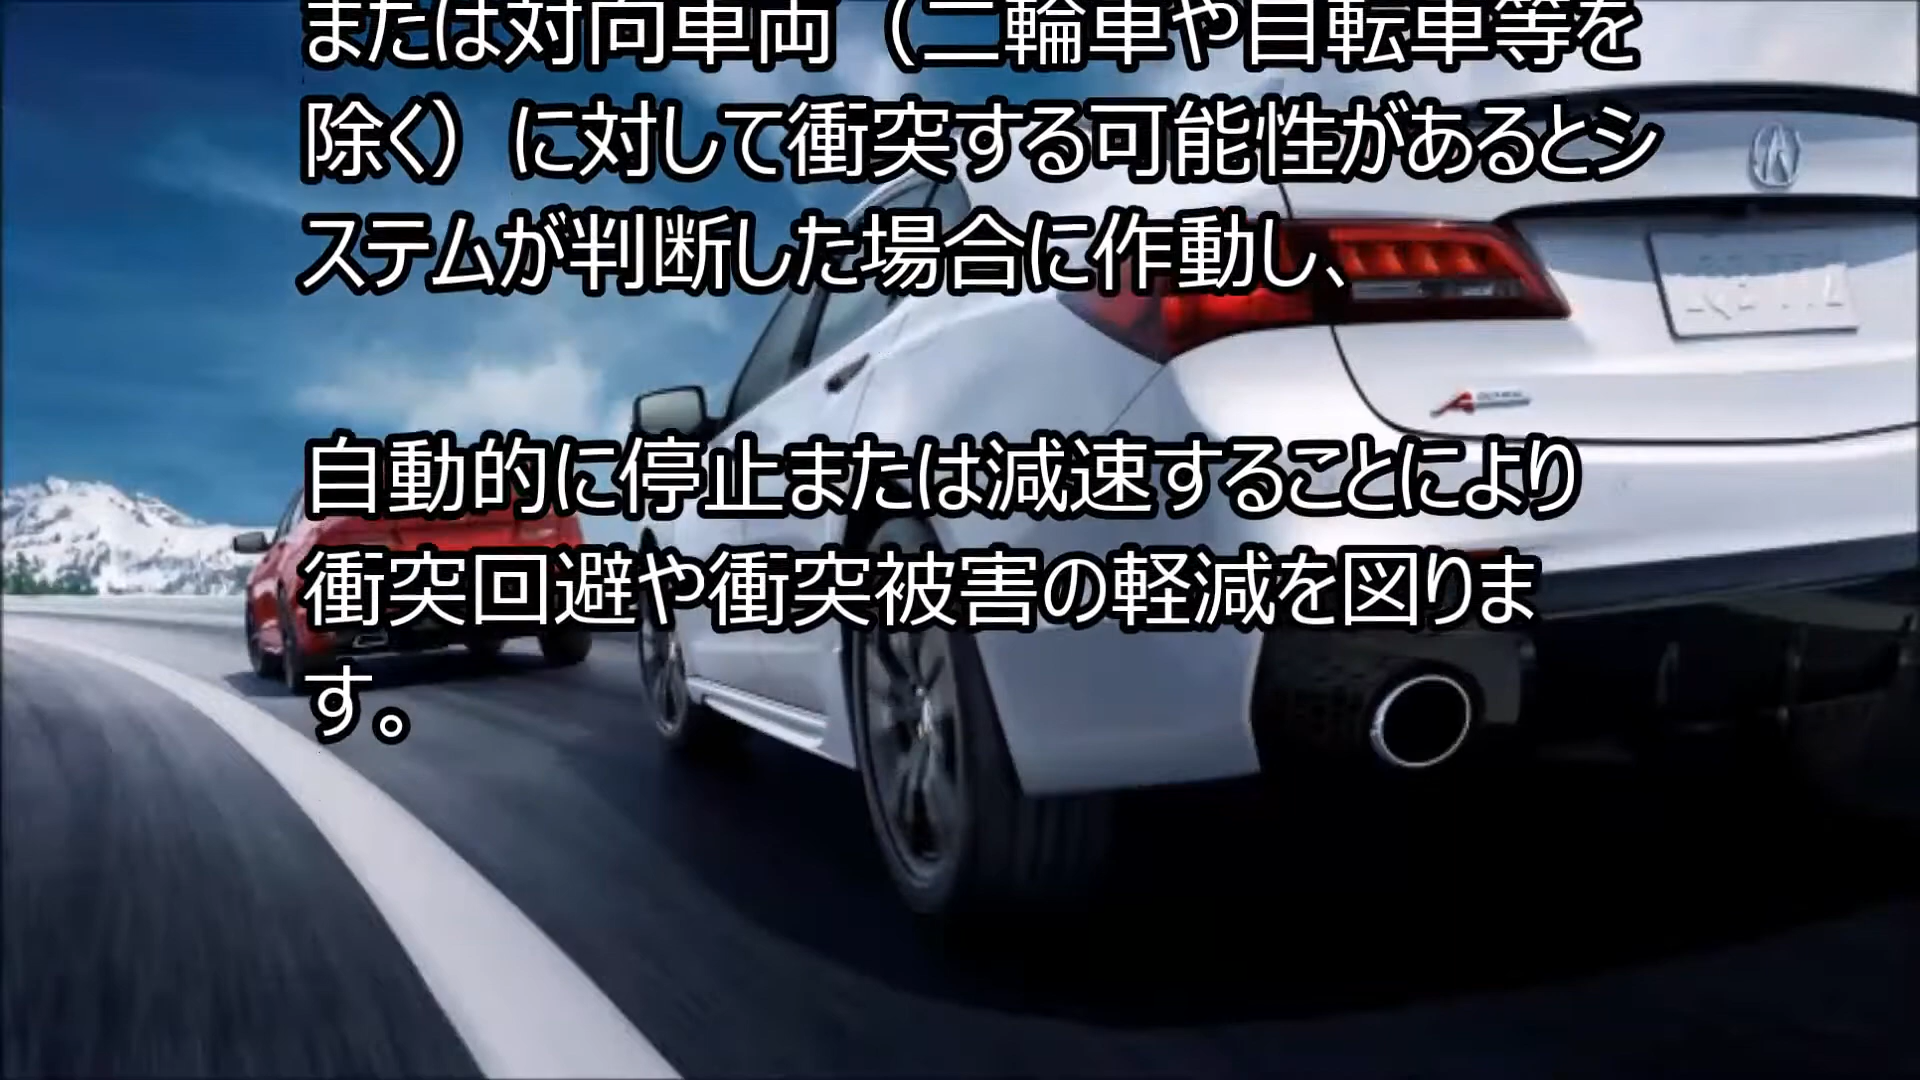 または対向車両（二輪車や自転車等を
除く）に対して衝突する可能性があるとシ
ステムが判断した場合に作動し、
自動的に停止または減速することにより
衝突回避や衝突被害の軽減を図りま
す。